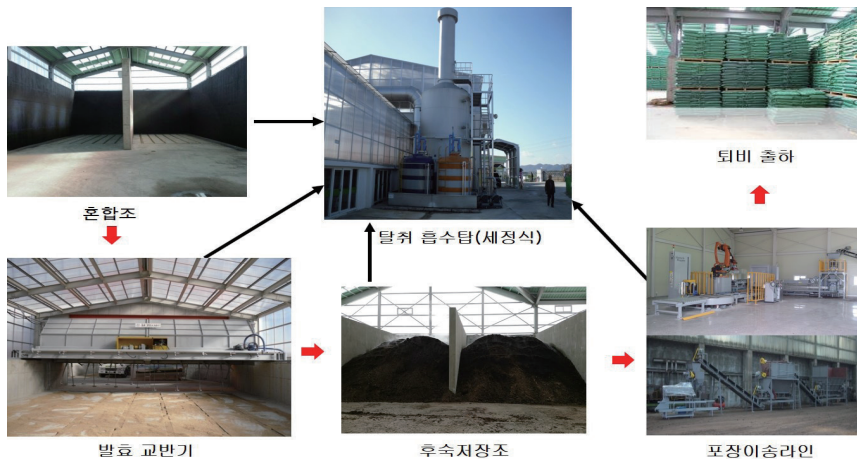 혼합조
탈취 흡수탑(세정식)
퇴비 출하
발효 교반기
후숙저장조
포장이송라인